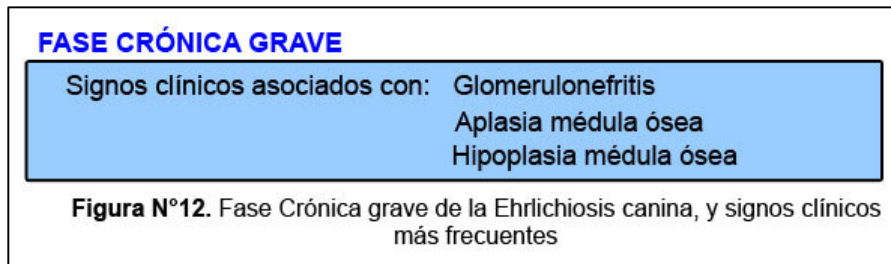 FASE CRÓNICA GRAVE
Signos clínicos asociados con: Glomerulonefritis
Aplasia médula ósea
Hipoplasia médula ósea
Figura N°12. Fase Crónica grave de la Ehrlichiosis canina, y signos clínicos
más frecuentes